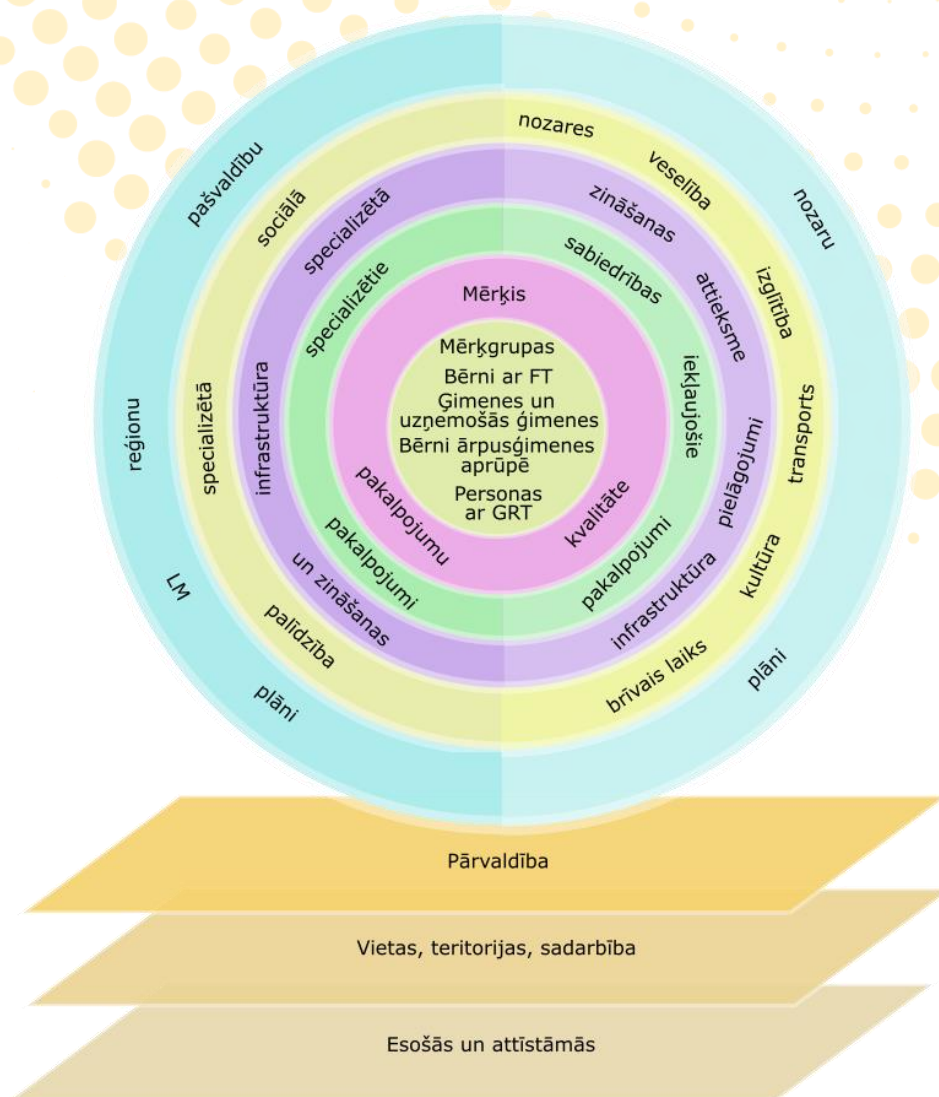 Mērķis
Mērķgrupas
Bērni ar FT
Ģimenes un
uzņemošās ģimenes
Bērni ārpusģimenes
aprūpē
Personas
ar GRT
pakalpojumu
kvalitāte
specializētie
pakalpojumi
sabiedrības
iekļaujošie
pakalpojumi
specializētā
infrastruktūra
un zināšanas
zināšanas
attieksme
pielāgojumi
infrastruktūra
sociālā
specializētā
palīdzība
nozares
veselība
izglītība
transports
kultūra
brīvais laiks
pašvaldību
reģionu
LM
plāni
nozaru
plāni
Pārvaldība
Vietas, teritorijas, sadarbība
Esošās un attīstāmās